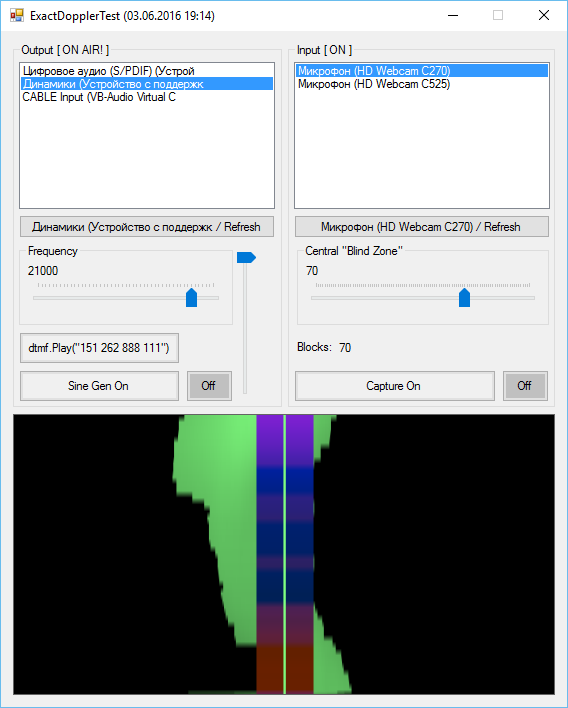 ExactDopplerTest (03.06.2016 19:14)
Output [ ON AIR! ]
Цифровое аудио (S/PDIF) (Устрой
Динамики (Устройство с поддержк
CABLE Input (VB-Audio Virtual C
Динамики (Устройство с поддержк / Refresh
Frequency
21000
dtmf.Play("151 262 888 111")
Sine Gen On
Off
Input [ ON ]
Микрофон (HD Webcam C270)
Микрофон (HD Webcam C525)
Микрофон (HD Webcam C270) / Refresh
Central "Blind Zone"
70
Blocks: 70
Capture On
Off